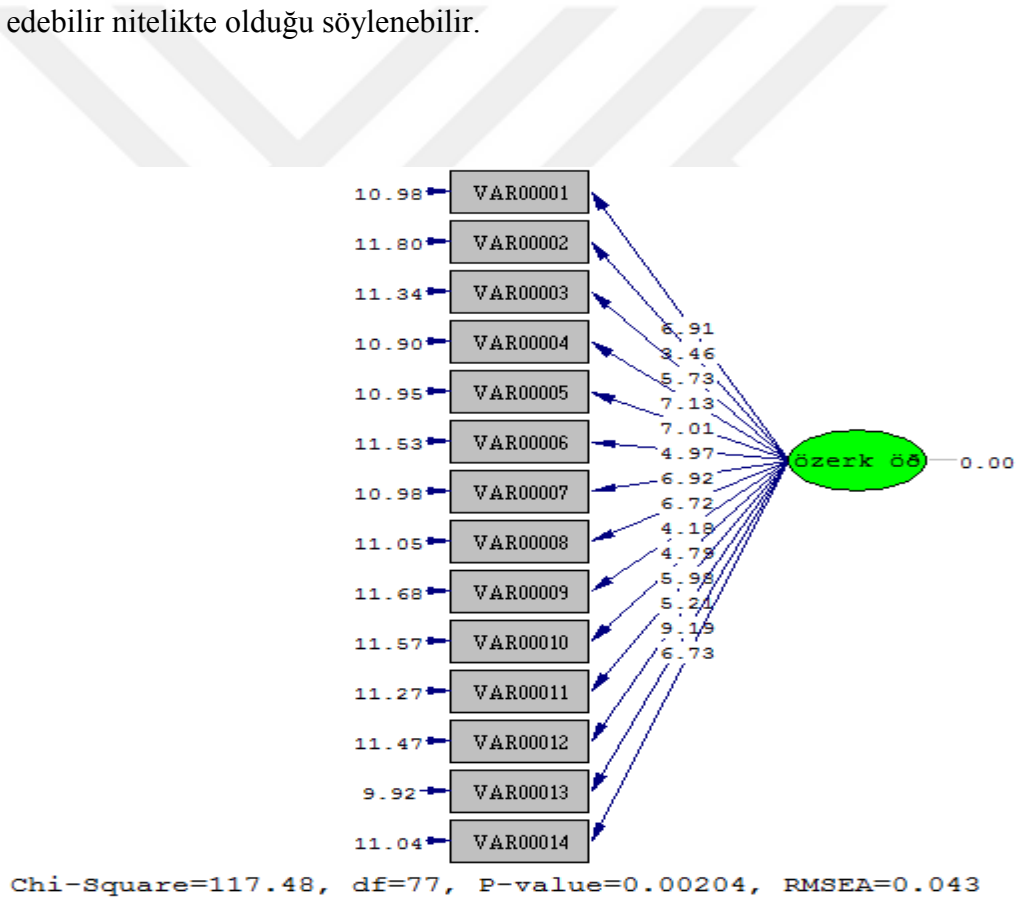 edebilir nitelikte olduğu söylenebilir.
10.98 VAR00001
11.80 VAR00002
11.34 VAR00003
10.90 VAR00004
10.95 VAR00005
11.53 VAR00006
10.98 VAR00007
11.05 VAR00008
11.68 VAR00009
11.57 VAR00010
11.27 VAR00011
11.47 VAR00012
9.92 VAR00013
11.04 VAR00014
6.91
3.46
5.73
7.13
7.01
4.97
6.92
6.72
4.18
4.79
5.98
5.21
9.19
6.73
özerk öð 0.00
Chi-Square=117.48, df=77, P-value=0.00204, RMSEA=0.043